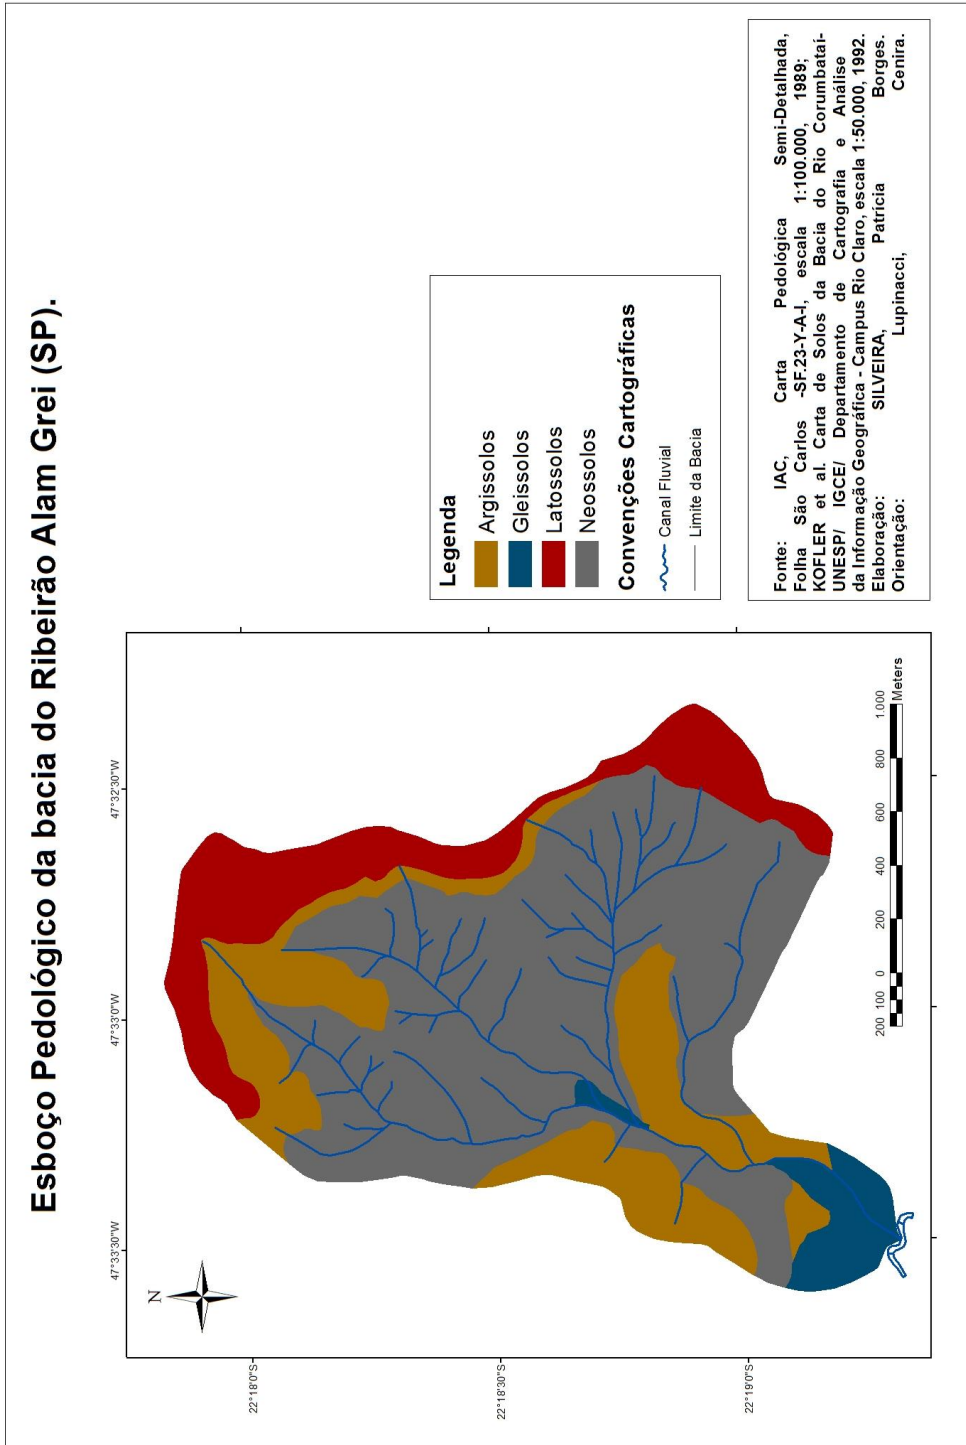 Esboço Pedológico da bacia do Ribeirão Alam Grei (SP).
47°33'30"W
47°33'0"W
47°32'30"W
22°18'0"S
22°18'30"S
22°19'0"S
N
200 100 0 200 400 600 800 1.000
Meters
Legenda
Argissolos
Gleissolos
Latossolos
Neossolos
Convenções Cartográficas
Canal Fluvial
Limite da Bacia
Fonte: IAC, Carta Pedológica Semi-Detalhada,
Folha São Carlos -SF.23-Y-A-I, escala 1:100.000, 1989;
KOFLER et al. Carta de Solos da Bacia do Rio Corumbataí-
UNESP/ IGCE/ Departamento de Cartografia e Análise
da Informação Geográfica - Campus Rio Claro, escala 1:50.000, 1992.
Elaboração: SILVEIRA, Patrícia Borges.
Orientação: Lupinacci, Cenira.